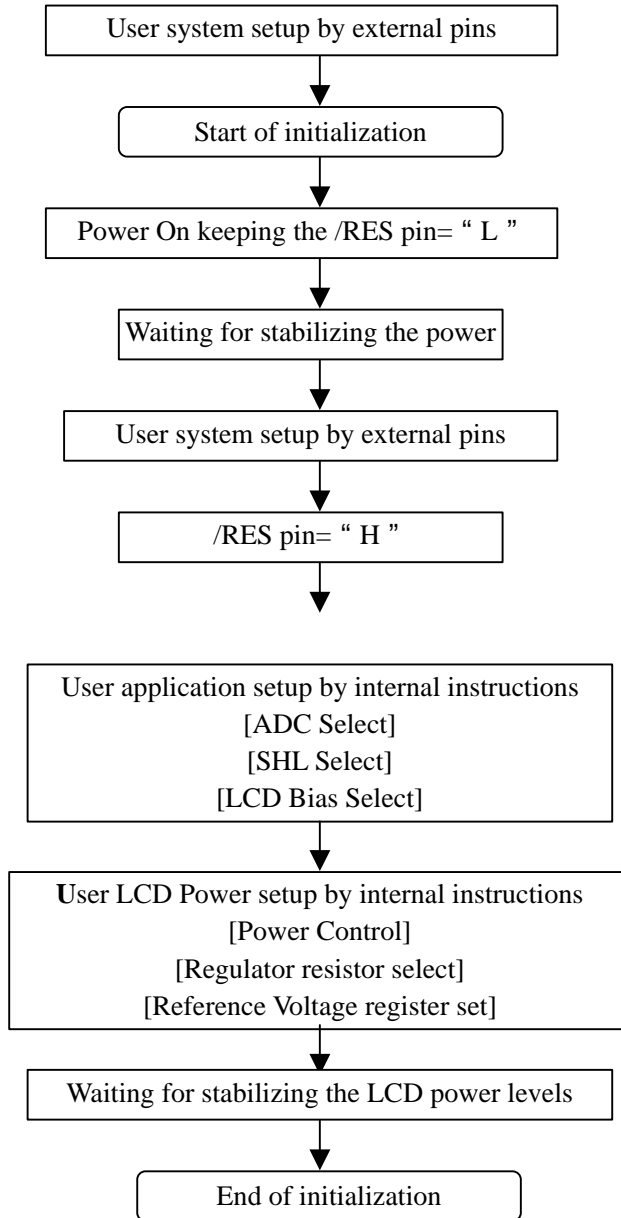 User system setup by external pins
Start of initialization
Power On keeping the /RES pin= “ L ”
Waiting for stabilizing the power
User system setup by external pins
/RES pin= “ H ”
User application setup by internal instructions
[ADC Select]
[SHL Select]
[LCD Bias Select]
User LCD Power setup by internal instructions
[Power Control]
[Regulator resistor select]
[Reference Voltage register set]
Waiting for stabilizing the LCD power levels
End of initialization